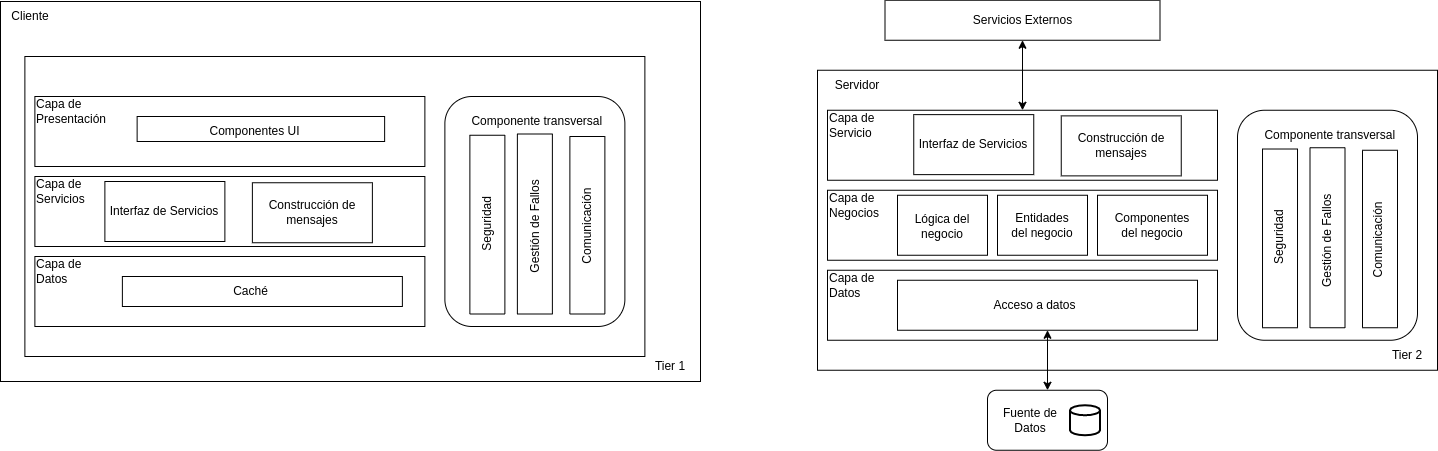 Cliente
Capa de
Presentación
Componentes UI
Capa de
Servicios
Interfaz de Servicios
Construcción de
mensajes
Capa de
Datos
Caché
Componente transversal
Seguridad
Gestión de Fallos
Comunicación
Tier 1
Servicios Externos
Servidor
Capa de
Servicio
Interfaz de Servicios
Construcción de
mensajes
Capa de
Negocios
Lógica del
negocio
Entidades
del negocio
Componentes
del negocio
Capa de
Datos
Acceso a datos
Componente transversal
Seguridad
Gestión de Fallos
Comunicación
Tier 2
Fuente de
Datos